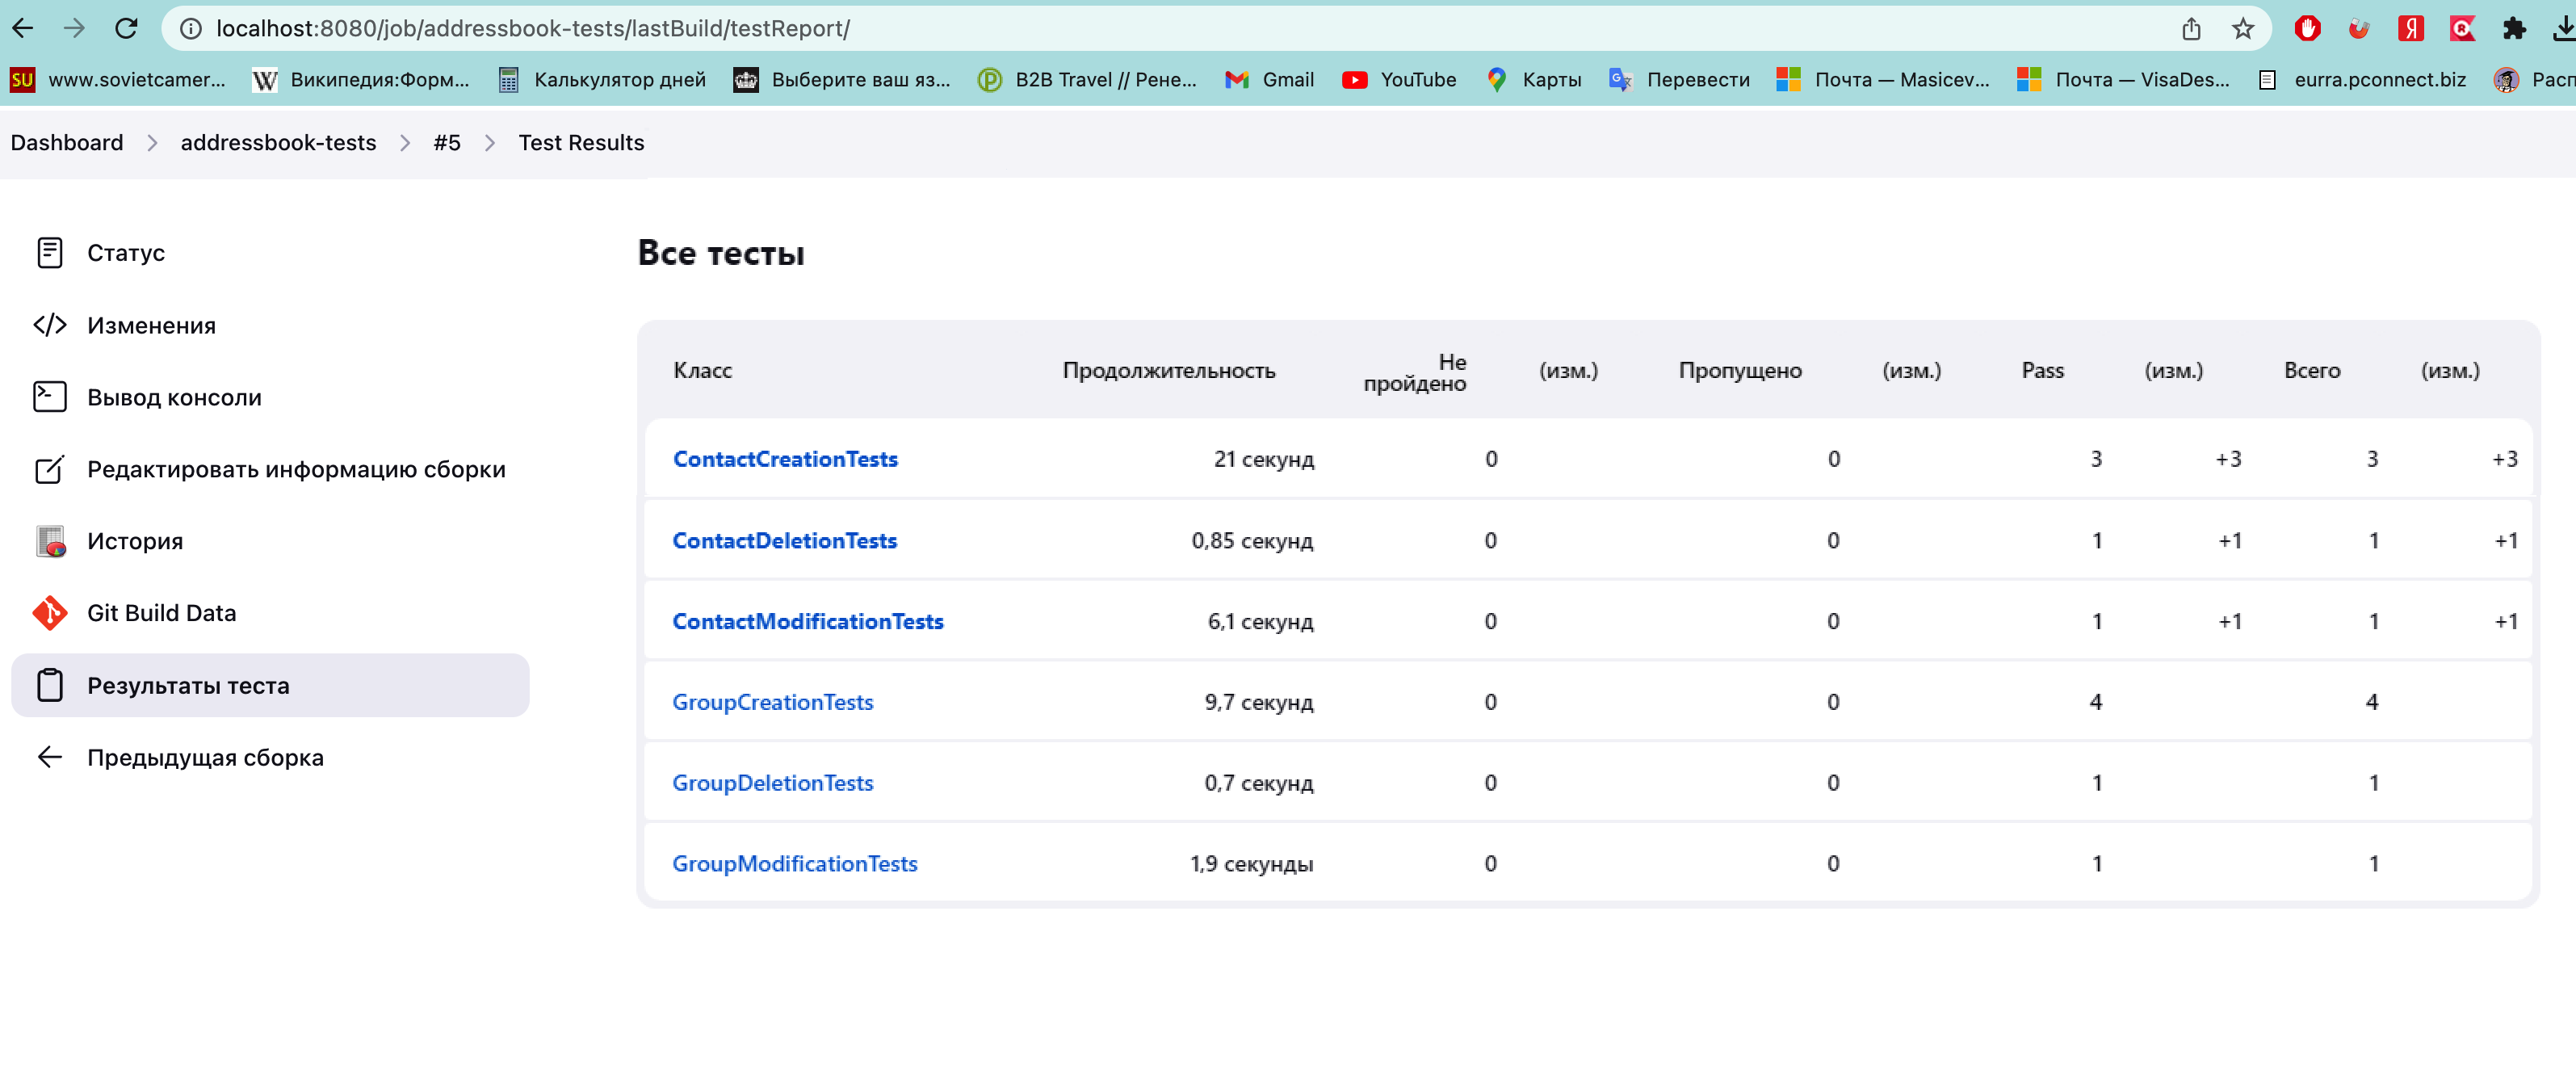 localhost:8080/job/addressbook-tests/lastBuild/testReport/
SU www.sovietcamer... W Википедия:Форм... Калькулятор дней Выберите ваш яз... B2B Travel // Рене... Gmail YouTube Карты Перевести Почта — Masicev... Почта — VisaDes... eurra.pconnect.biz Расп
Dashboard > addressbook-tests > #5 > Test Results
Статус
Изменения
Вывод консоли
Редактировать информацию сборки
История
Git Build Data
Результаты теста
Предыдущая сборка
Все тесты
Класс Продолжительность Не пройдено (изм.) Пропущено (изм.) Pass (изм.) Всего (изм.)
ContactCreationTests 21 секунд 0 0 3 +3 3 +3
ContactDeletionTests 0,85 секунд 0 0 1 +1 1 +1
ContactModificationTests 6,1 секунд 0 0 1 +1 1 +1
GroupCreationTests 9,7 секунд 0 0 4 4
GroupDeletionTests 0,7 секунд 0 0 1 1
GroupModificationTests 1,9 секунды 0 0 1 1